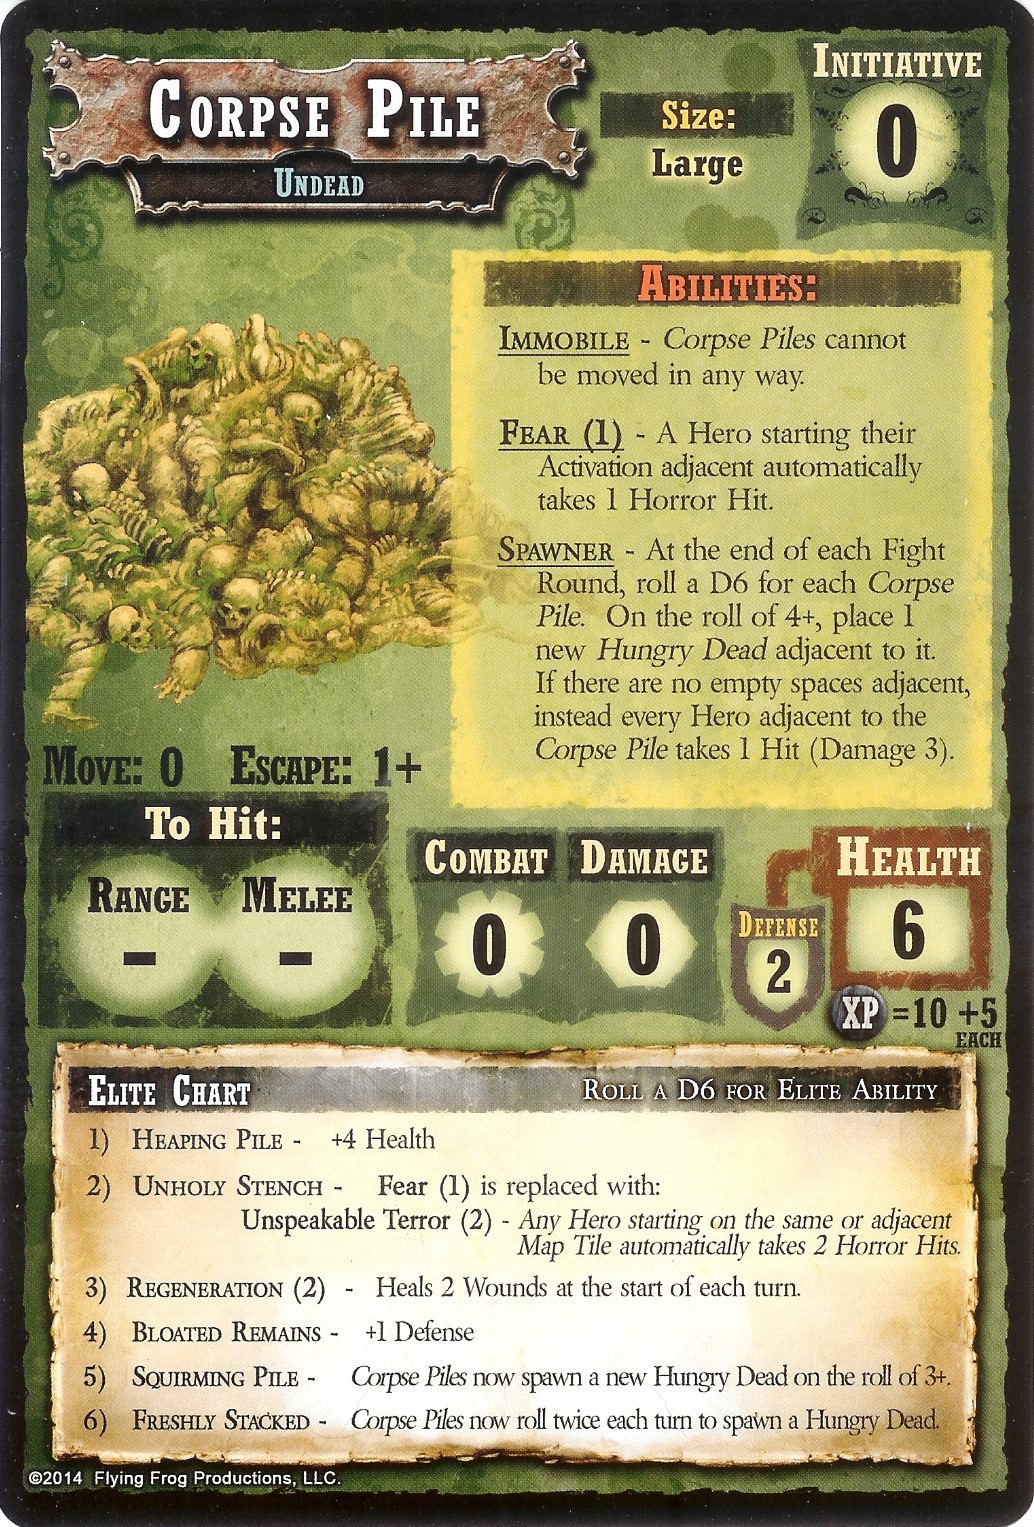 Corpse Pile
Undead
Size:
Large
Initiative
0
Abilities:
Immobile - Corpse Piles cannot
be moved in any way.
Fear (1) - A Hero starting their
Activation adjacent automatically
takes 1 Horror Hit.
Spawner - At the end of each Fight
Round, roll a D6 for each Corpse
Pile. On the roll of 4+, place 1
new Hungry Dead adjacent to it.
If there are no empty spaces adjacent,
instead every Hero adjacent to the
Corpse Pile takes 1 Hit (Damage 3).
Move: 0 Escape: 1+
To Hit:
Range Melee
- -
Combat Damage
0 0
Defense
2
Health
6
XP =10 +5
each
Elite Chart Roll a D6 for Elite Ability
1) Heaping Pile - +4 Health
2) Unholy Stench - Fear (1) is replaced with:
Unspeakable Terror (2) - Any Hero starting on the same or adjacent
Map Tile automatically takes 2 Horror Hits.
3) Regeneration (2) - Heals 2 Wounds at the start of each turn.
4) Bloated Remains - +1 Defense
5) Squirming Pile - Corpse Piles now spawn a new Hungry Dead on the roll of 3+.
6) Freshly Stacked - Corpse Piles now roll twice each turn to spawn a Hungry Dead.
©2014 Flying Frog Productions, LLC.